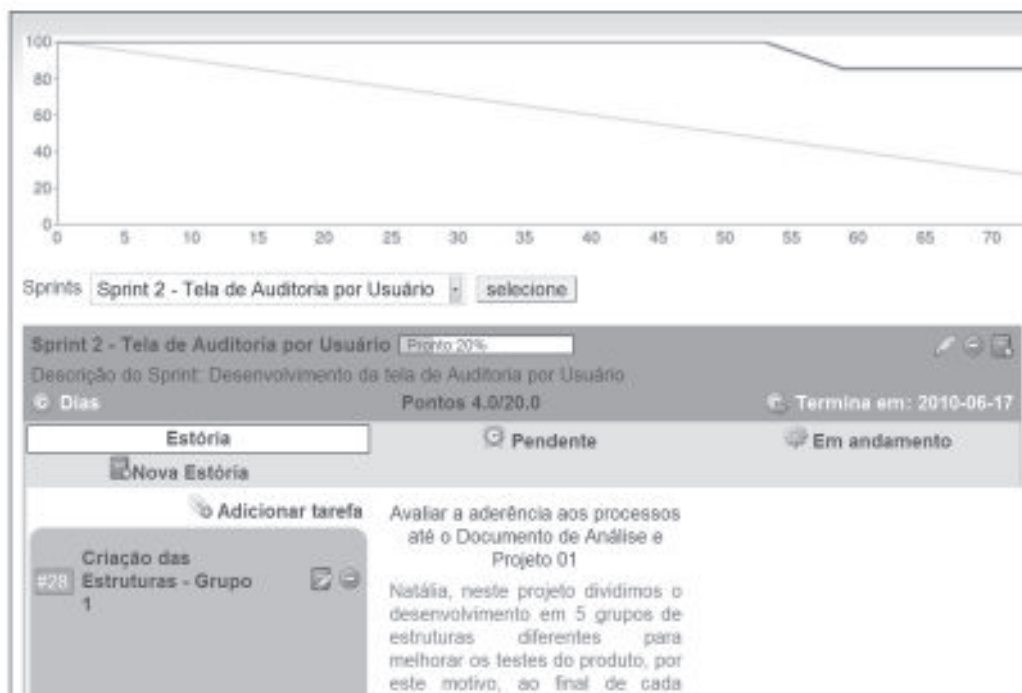 100
80
60
40
20
0
0 5 10 15 20 25 30 35 40 45 50 55 60 65 70
Sprints Sprint 2 - Tela de Auditoria por Usuário selecione
Sprint 2 - Tela de Auditoria por Usuário Pronto 20%
Descrição do Sprint: Desenvolvimento da tela de Auditoria por Usuário
Dias Pontos 4.0/20.0 Termina em: 2010-06-17
Estória Pendente Em andamento
Nova Estória
Adicionar tarefa
#28 Criação das
Estruturas - Grupo
1
Avaliar a aderência aos processos
até o Documento de Análise e
Projeto 01
Natália, neste projeto dividimos o
desenvolvimento em 5 grupos de
estruturas diferentes para
melhorar os testes do produto, por
este motivo, ao final de cada